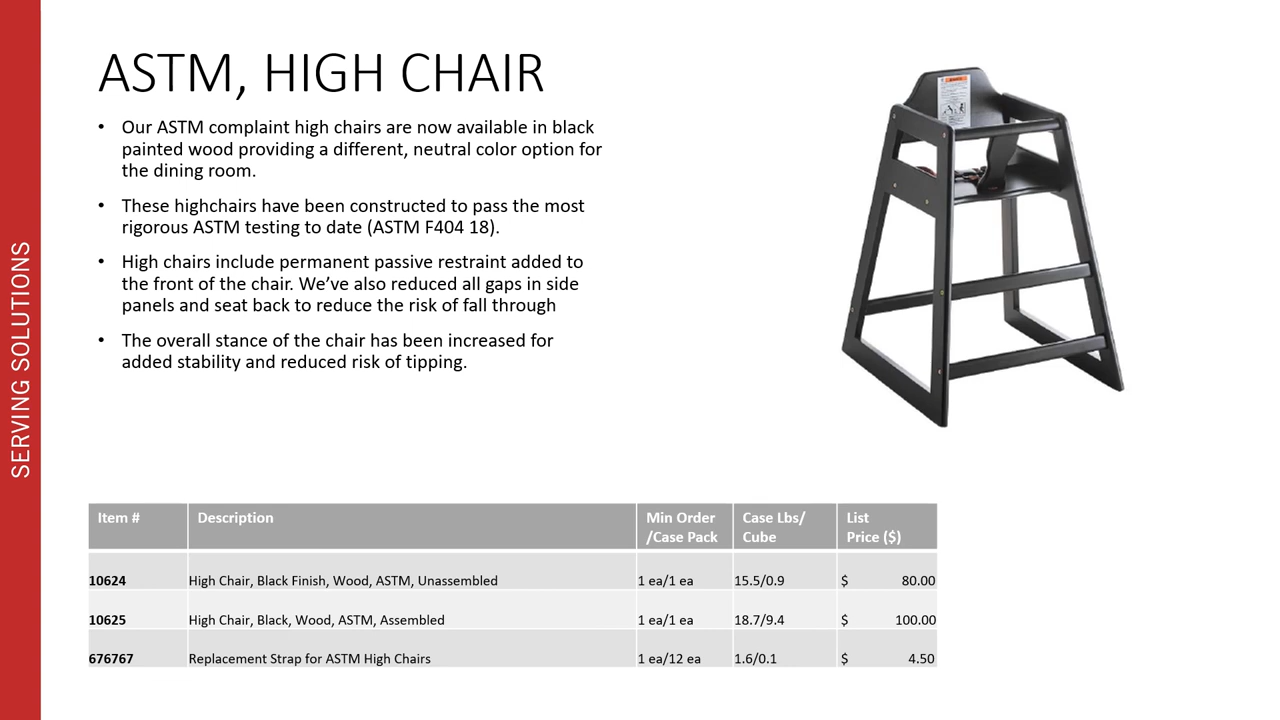 SERVING SOLUTIONS
ASTM, HIGH CHAIR
• Our ASTM complaint high chairs are now available in black
painted wood providing a different, neutral color option for
the dining room.
• These highchairs have been constructed to pass the most
rigorous ASTM testing to date (ASTM F404 18).
• High chairs include permanent passive restraint added to
the front of the chair. We’ve also reduced all gaps in side
panels and seat back to reduce the risk of fall through
• The overall stance of the chair has been increased for
added stability and reduced risk of tipping.
Item # Description Min Order /Case Pack Case Lbs/ Cube List Price ($)
10624 High Chair, Black Finish, Wood, ASTM, Unassembled 1 ea/1 ea 15.5/0.9 $ 80.00
10625 High Chair, Black, Wood, ASTM, Assembled 1 ea/1 ea 18.7/9.4 $ 100.00
676767 Replacement Strap for ASTM High Chairs 1 ea/12 ea 1.6/0.1 $ 4.50